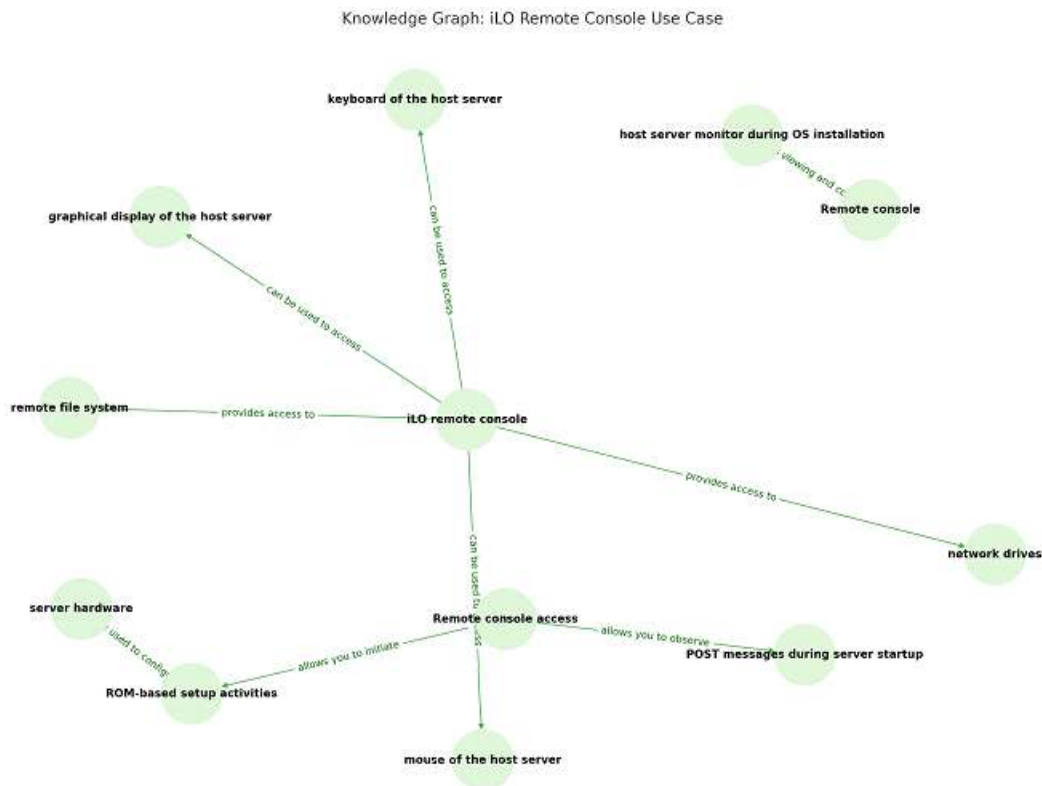 Knowledge Graph: iLO Remote Console Use Case
keyboard of the host server
host server monitor during OS installation
viewing and
Remote console
graphical display of the host server
can be used to access
can be used to access
remote file system
provides access to
iLO remote console
provides access to
can be used
network drives
server hardware
used to
Remote console access
allows you to initiate
allows you to observe
POST messages during server startup
ROM-based setup activities
mouse of the host server